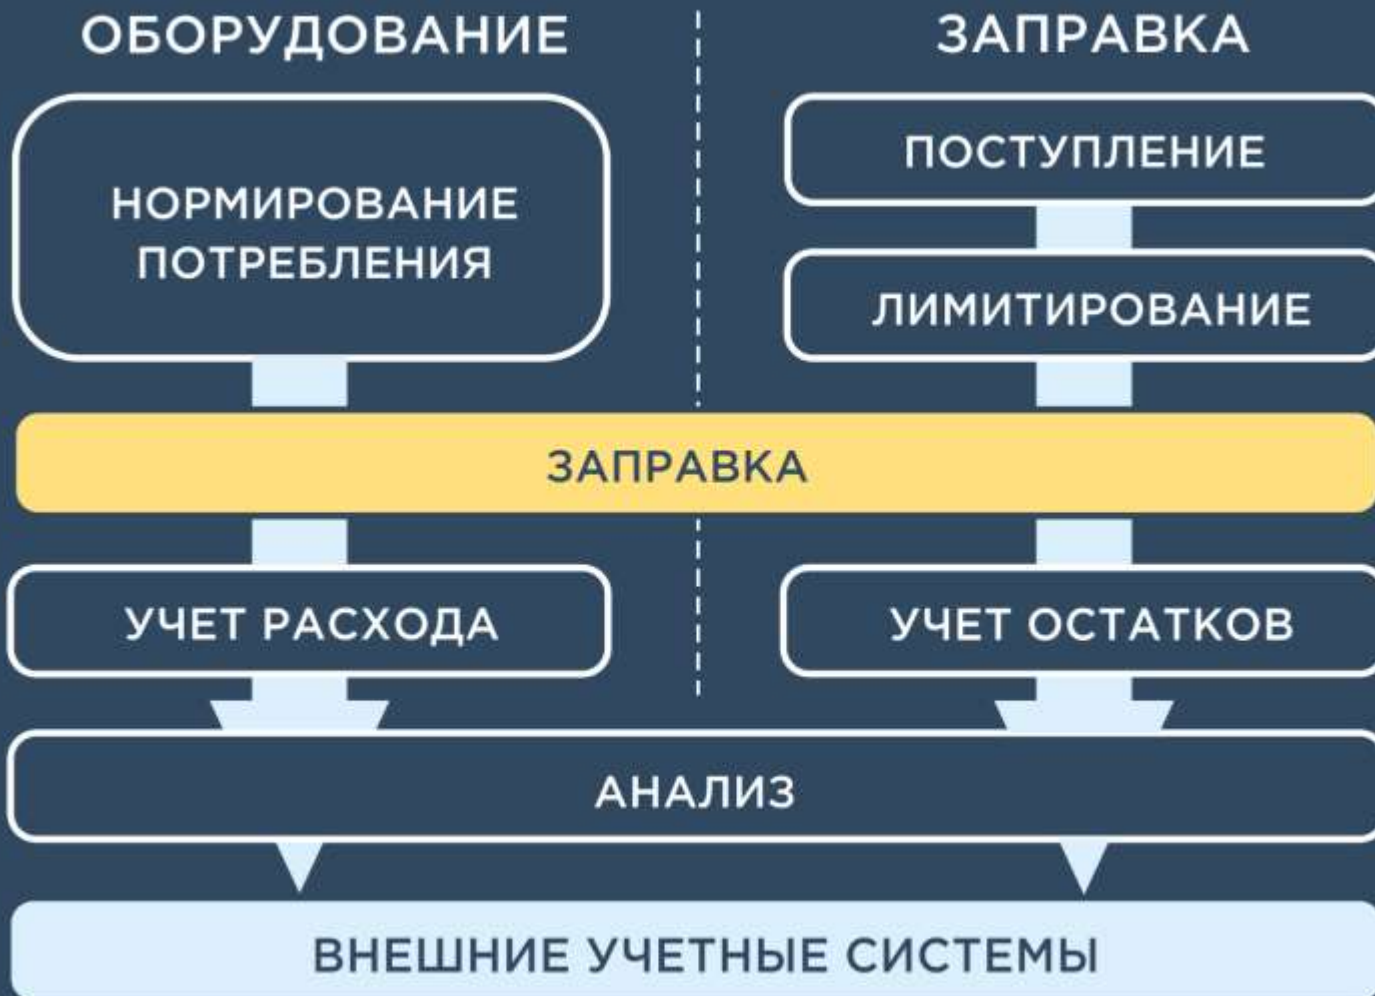 ОБОРУДОВАНИЕ
ЗАПРАВКА
НОРМИРОВАНИЕ
ПОТРЕБЛЕНИЯ
ПОСТУПЛЕНИЕ
ЛИМИТИРОВАНИЕ
ЗАПРАВКА
УЧЕТ РАСХОДА
УЧЕТ ОСТАТКОВ
АНАЛИЗ
ВНЕШНИЕ УЧЕТНЫЕ СИСТЕМЫ